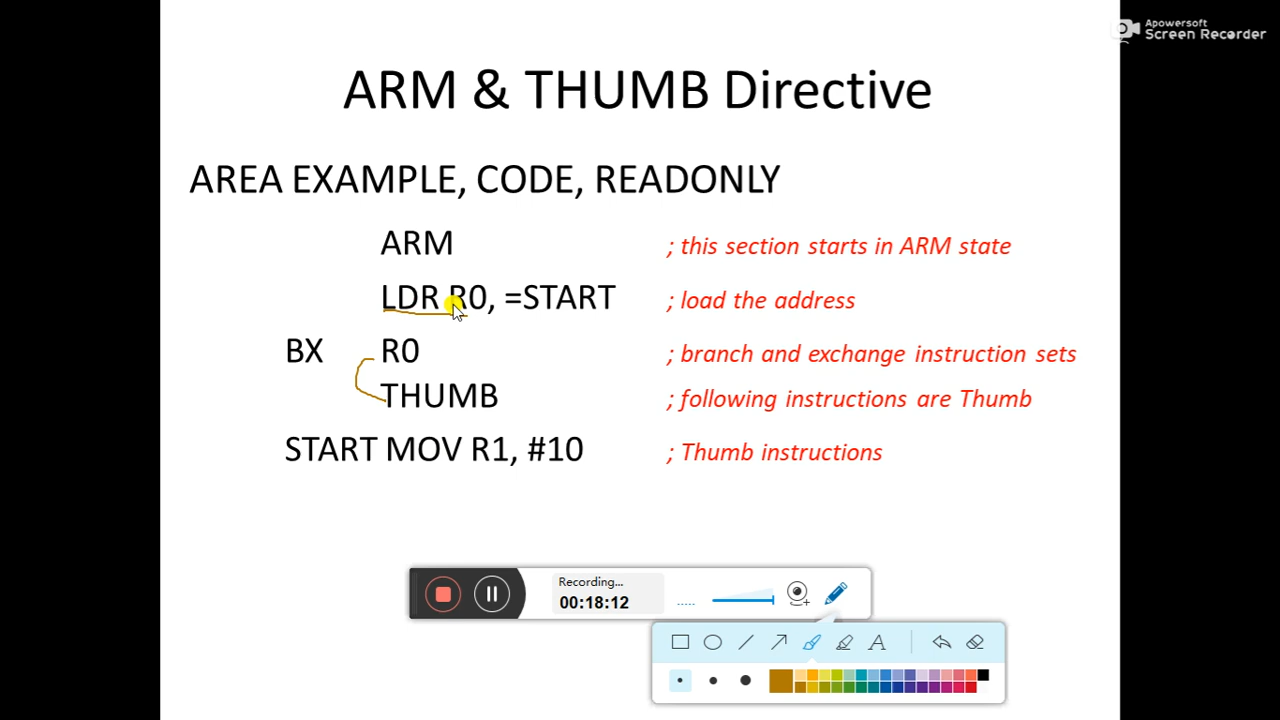 Apowersoft
Screen Recorder
ARM & THUMB Directive
AREA EXAMPLE, CODE, READONLY
ARM ; this section starts in ARM state
LDR R0, =START ; load the address
BX R0 ; branch and exchange instruction sets
THUMB ; following instructions are Thumb
START MOV R1, #10 ; Thumb instructions
Recording...
00:18:12
A